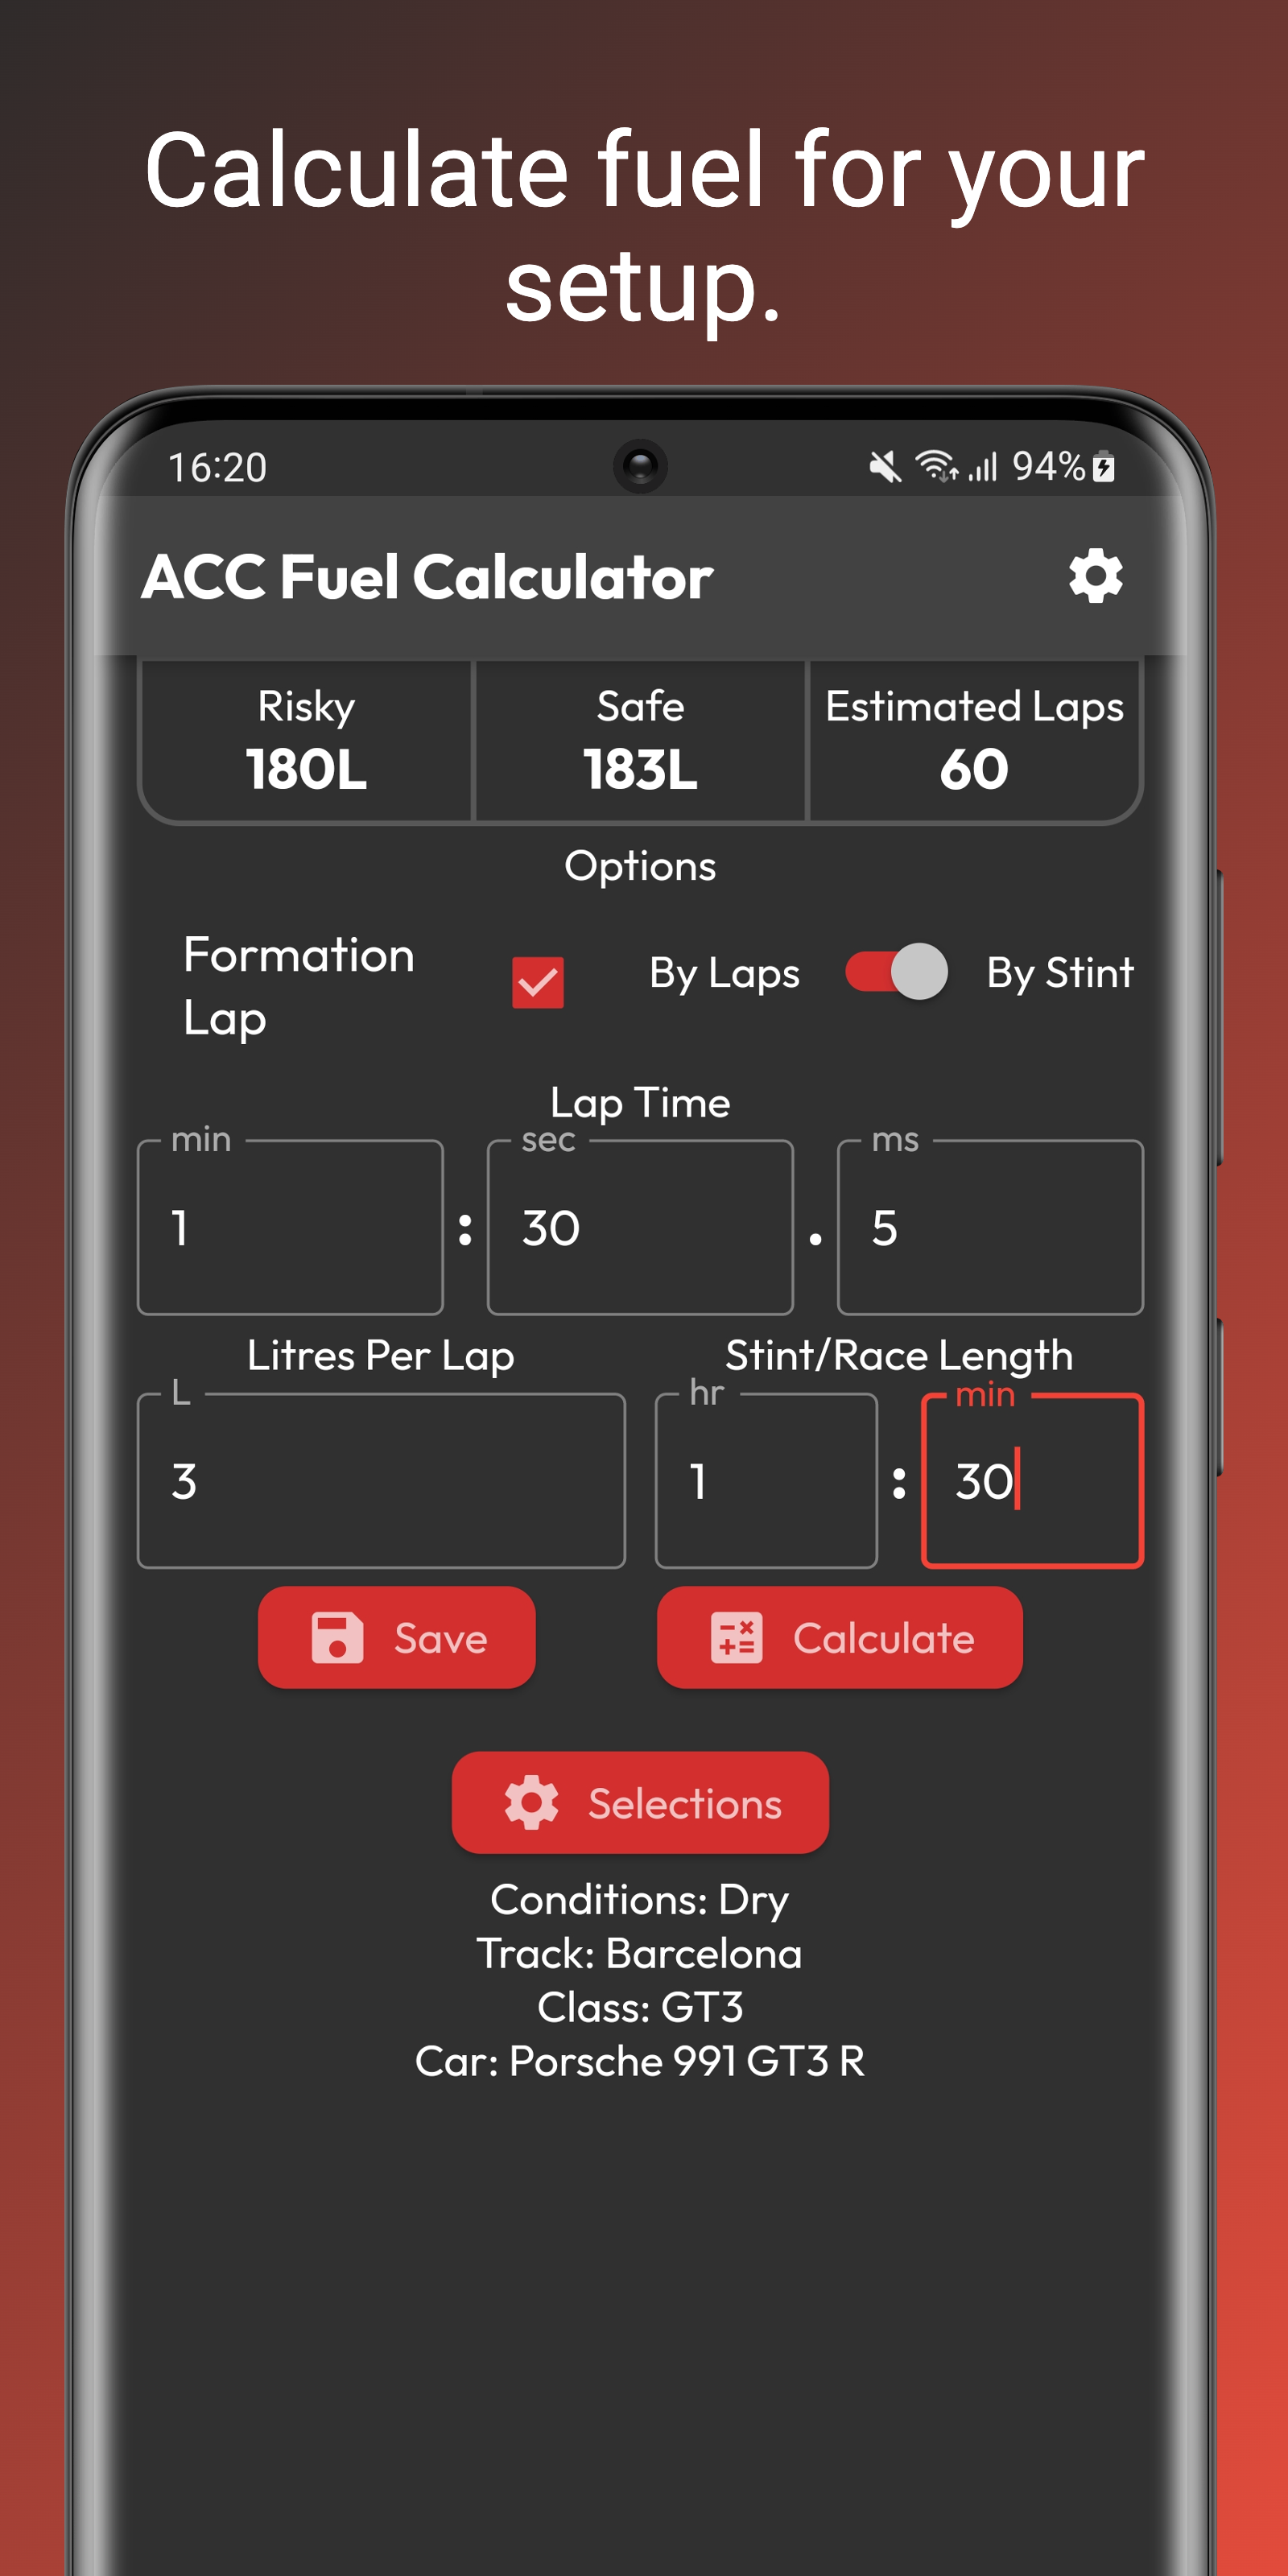 Calculate fuel for your
setup.
16:20
94%
ACC Fuel Calculator
Risky
Safe
Estimated Laps
180L
183L
60
Options
Formation
Lap
By Laps
By Stint
Lap Time
min
sec
ms
1
:
30
.
5
Litres Per Lap
Stint/Race Length
L
hr
min
3
1
:
30
Save
Calculate
Selections
Conditions: Dry
Track: Barcelona
Class: GT3
Car: Porsche 991 GT3 R